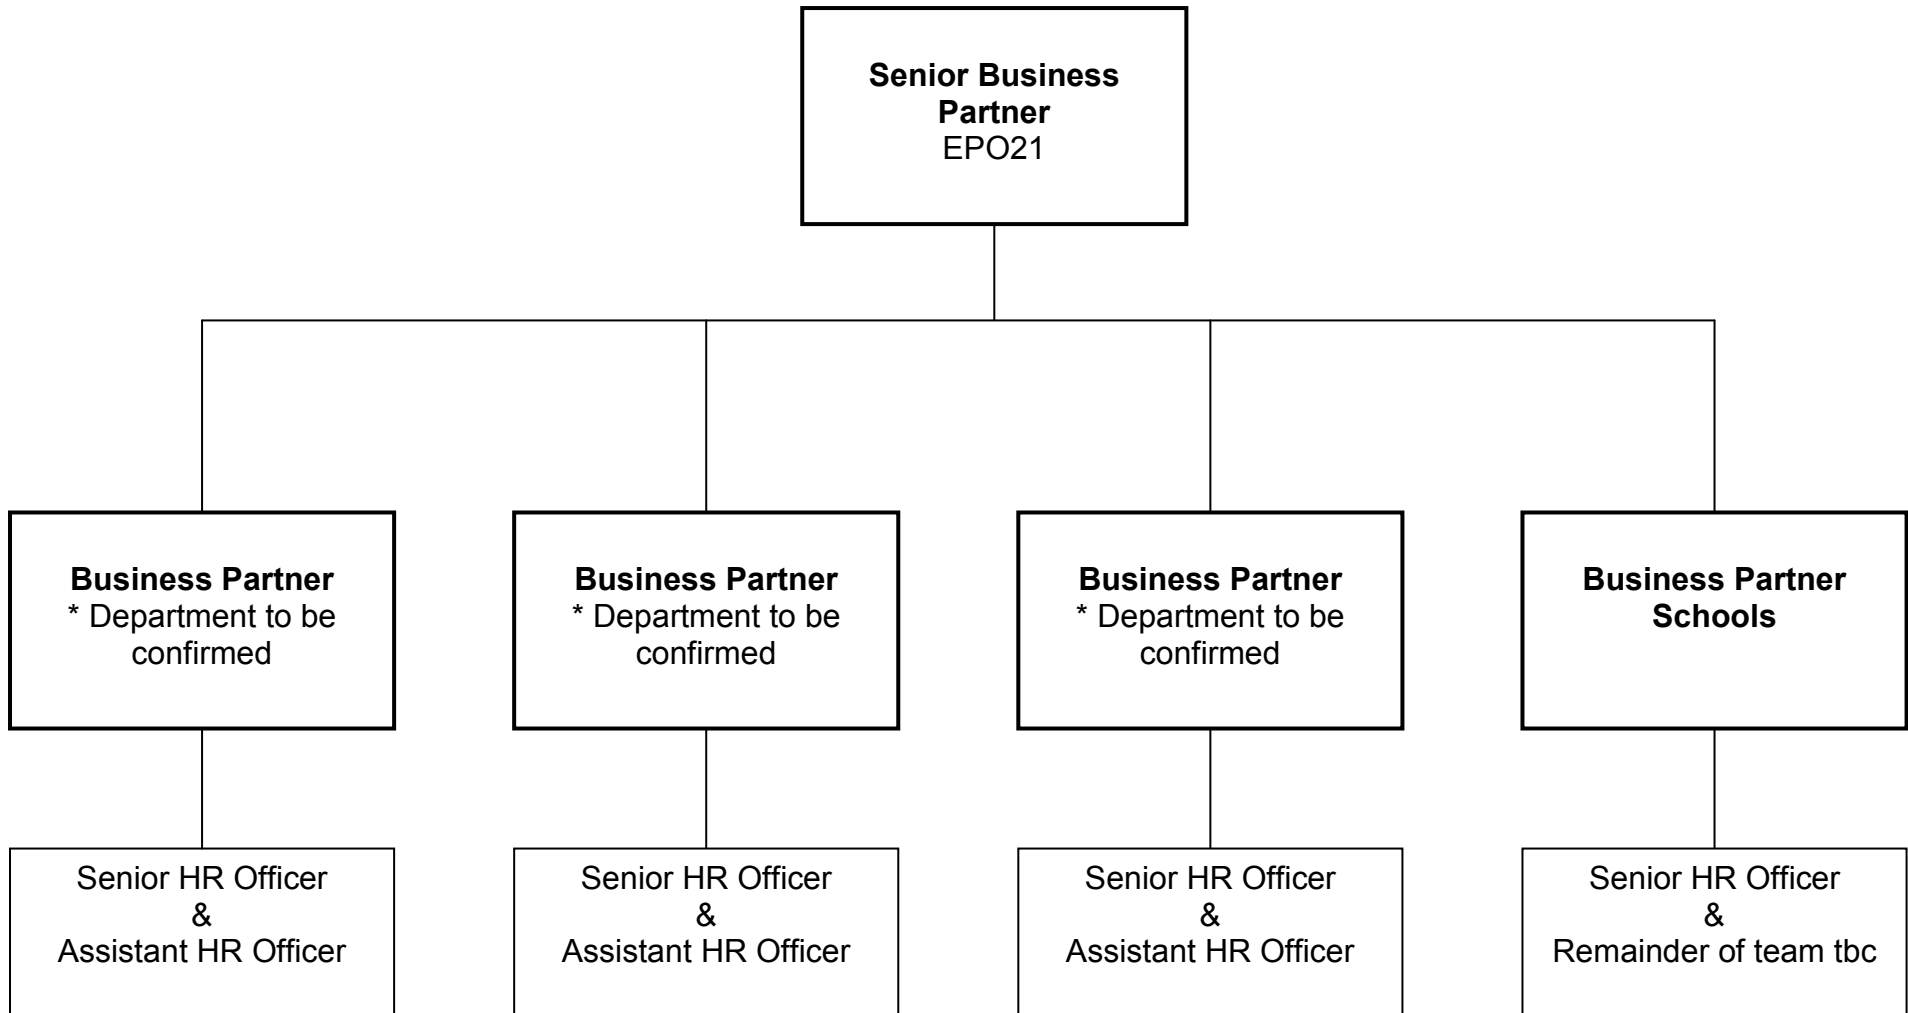 Senior Business
Partner
EPO21
Business Partner
* Department to be
confirmed
Business Partner
* Department to be
confirmed
Business Partner
* Department to be
confirmed
Business Partner
Schools
Senior HR Officer
&
Assistant HR Officer
Senior HR Officer
&
Assistant HR Officer
Senior HR Officer
&
Assistant HR Officer
Senior HR Officer
&
Remainder of team tbc